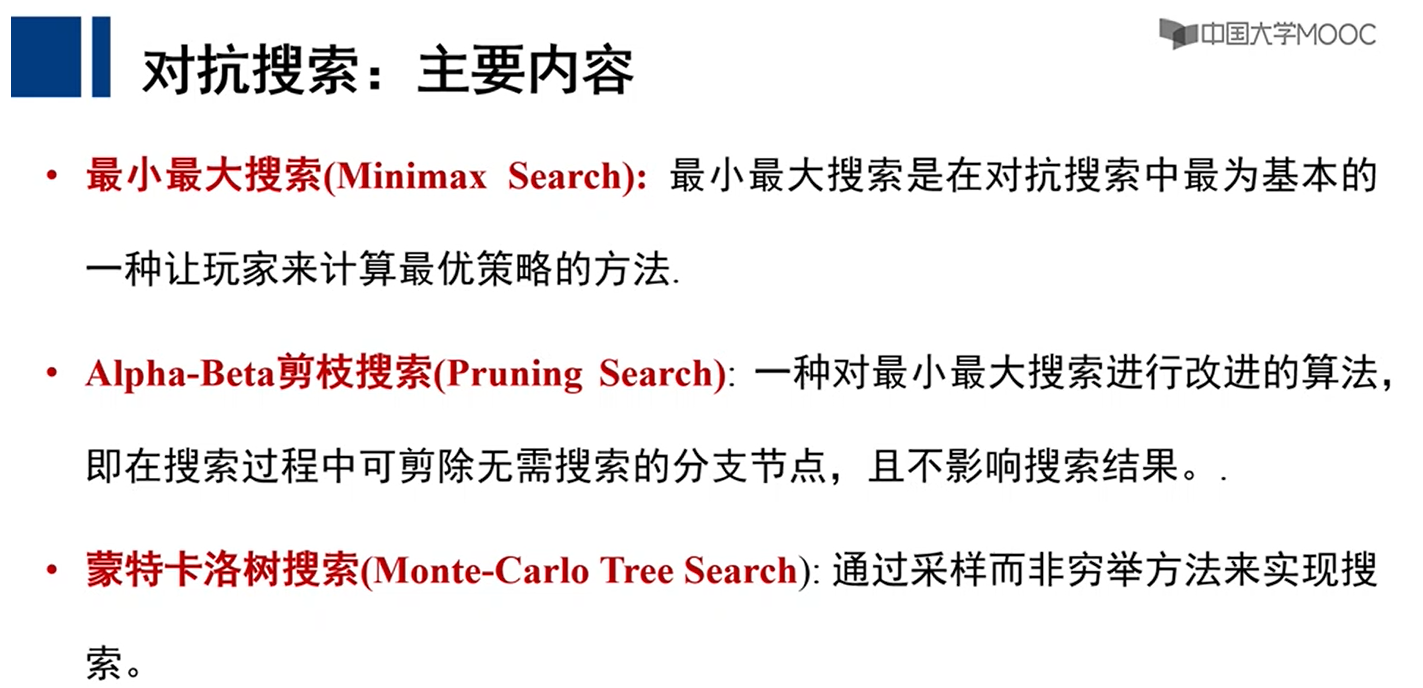 中国大学MOOC
对抗搜索：主要内容
• 最小最大搜索(Minimax Search): 最小最大搜索是在对抗搜索中最为基本的
一种让玩家来计算最优策略的方法.
• Alpha-Beta剪枝搜索(Pruning Search): 一种对最小最大搜索进行改进的算法，
即在搜索过程中可剪除无需搜索的分支节点，且不影响搜索结果。.
• 蒙特卡洛树搜索(Monte-Carlo Tree Search): 通过采样而非穷举方法来实现搜
索。